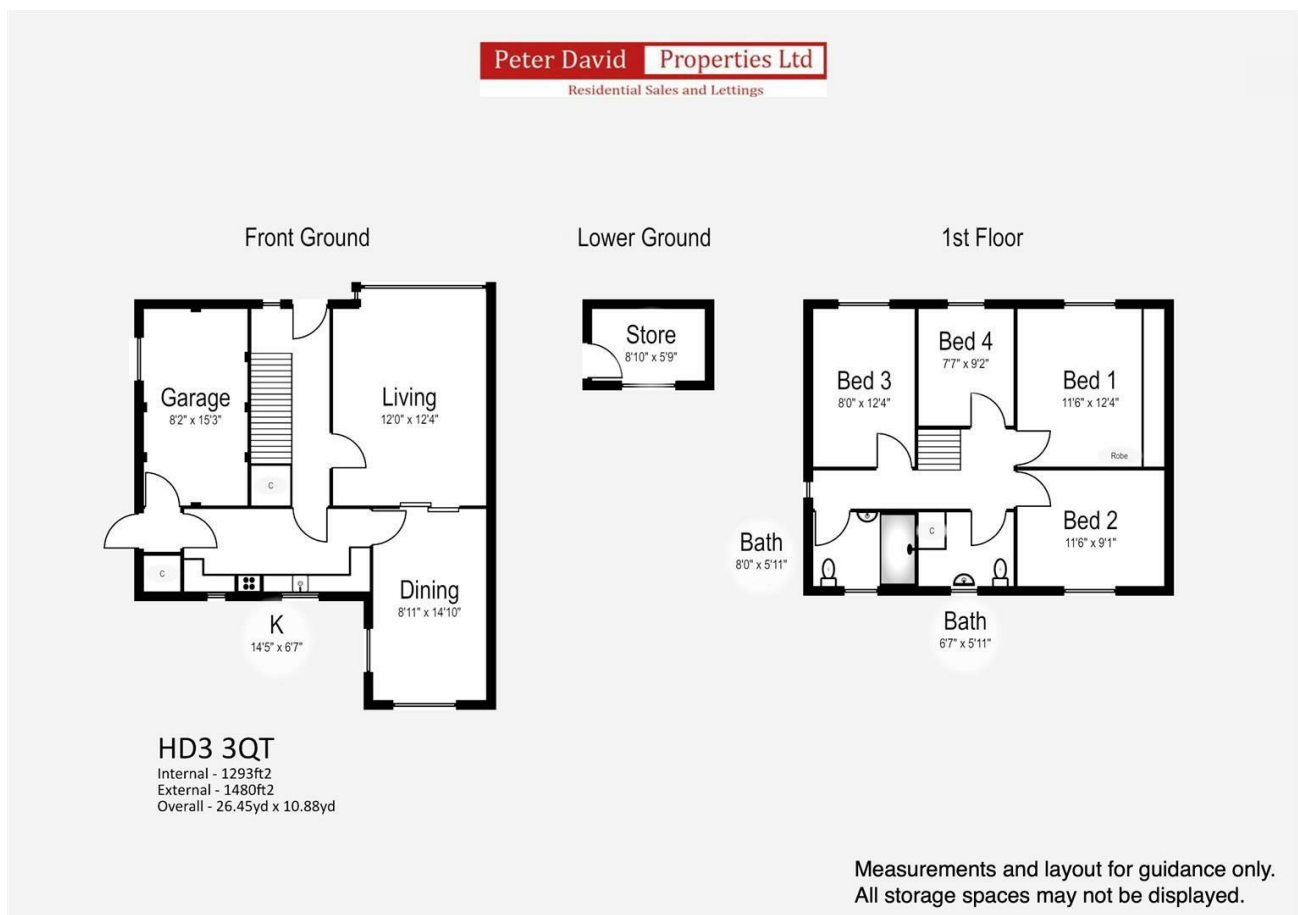 Peter David Properties Ltd
Residential Sales and Lettings
Front Ground
Lower Ground
1st Floor
Garage
8'2" x 15'3"
Living
12'0" x 12'4"
C
C
K
14'5" x 6'7"
Dining
8'11" x 14'10"
Store
8'10" x 5'9"
Bed 3
8'0" x 12'4"
Bed 4
7'7" x 9'2"
Bed 1
11'6" x 12'4"
Robe
Bed 2
11'6" x 9'1"
C
Bath
8'0" x 5'11"
Bath
6'7" x 5'11"
HD3 3QT
Internal - 1293ft2
External - 1480ft2
Overall - 26.45yd x 10.88yd
Measurements and layout for guidance only.
All storage spaces may not be displayed.